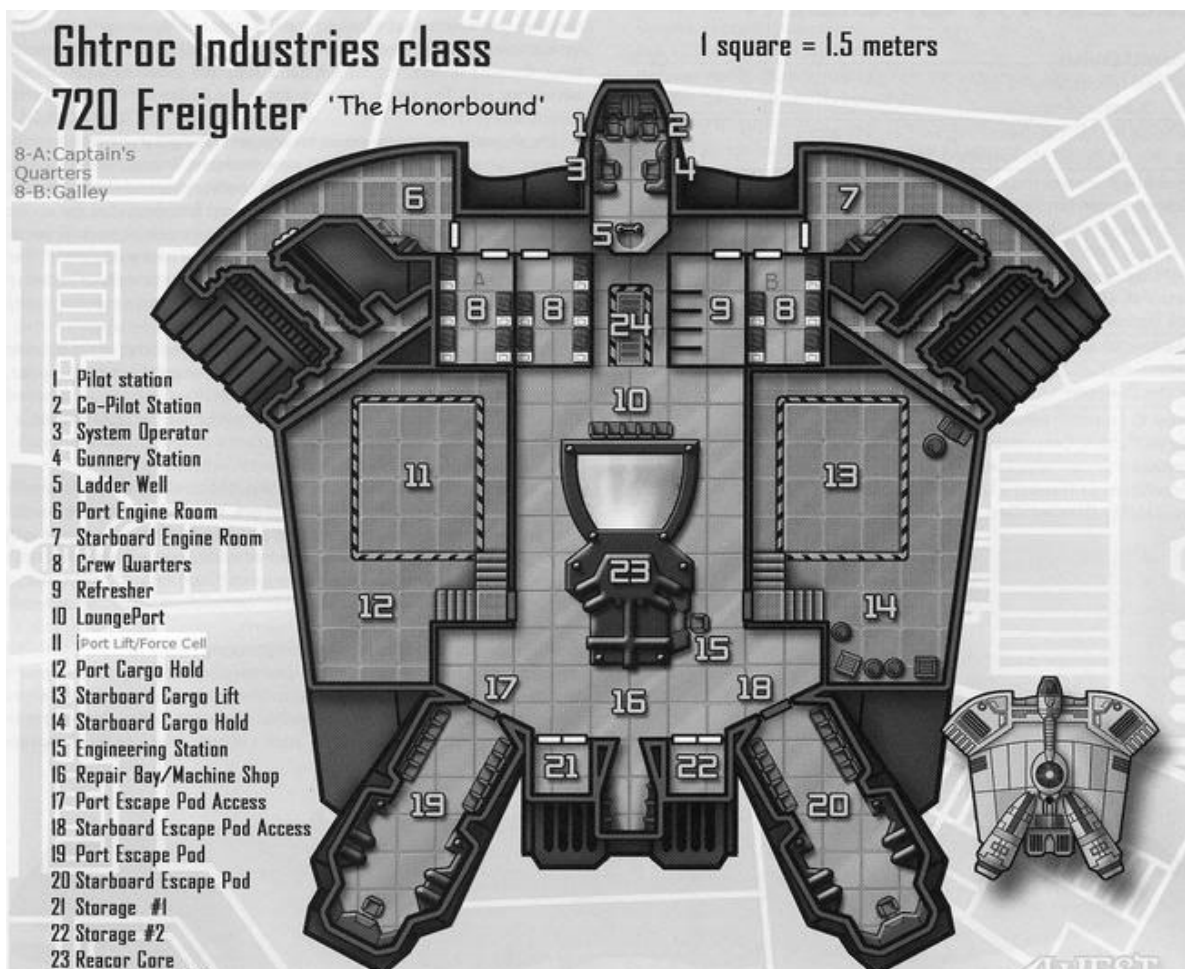 Ghtroc Industries class
720 Freighter 'The Honorbound'
1 square = 1.5 meters
8-A:Captain's
Quarters
8-B:Galley
1 2
3 4
5
6 7
A B
8 8 24 9 8
10
11 13
23
12 14
15
17 16 18
21 22
19 20
1 Pilot station
2 Co-Pilot Station
3 System Operator
4 Gunnery Station
5 Ladder Well
6 Port Engine Room
7 Starboard Engine Room
8 Crew Quarters
9 Refresher
10 LoungePort
11 Port Lift/Force Cell
12 Port Cargo Hold
13 Starboard Cargo Lift
14 Starboard Cargo Hold
15 Engineering Station
16 Repair Bay/Machine Shop
17 Port Escape Pod Access
18 Starboard Escape Pod Access
19 Port Escape Pod
20 Starboard Escape Pod
21 Storage #1
22 Storage #2
23 Reacor Core